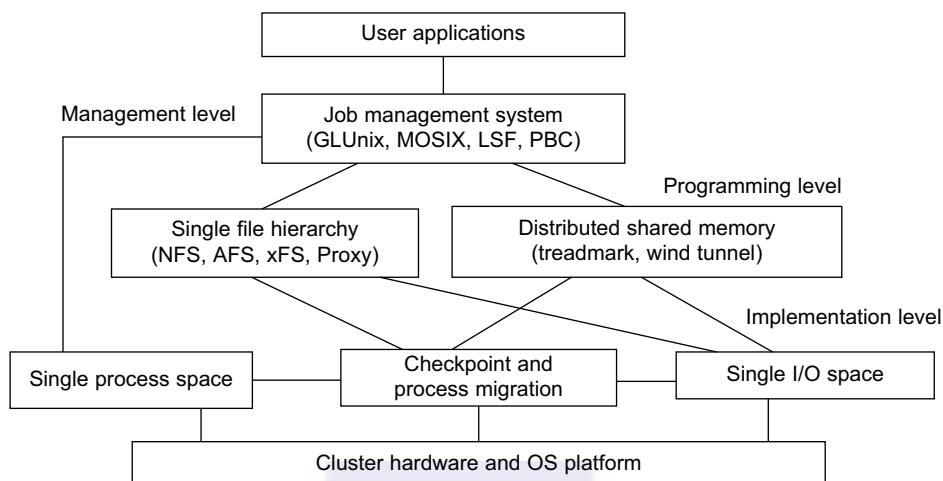 User applications
Management level
Job management system
(GLUnix, MOSIX, LSF, PBC)
Programming level
Single file hierarchy
(NFS, AFS, xFS, Proxy)
Distributed shared memory
(treadmark, wind tunnel)
Implementation level
Single process space
Checkpoint and
process migration
Single I/O space
Cluster hardware and OS platform